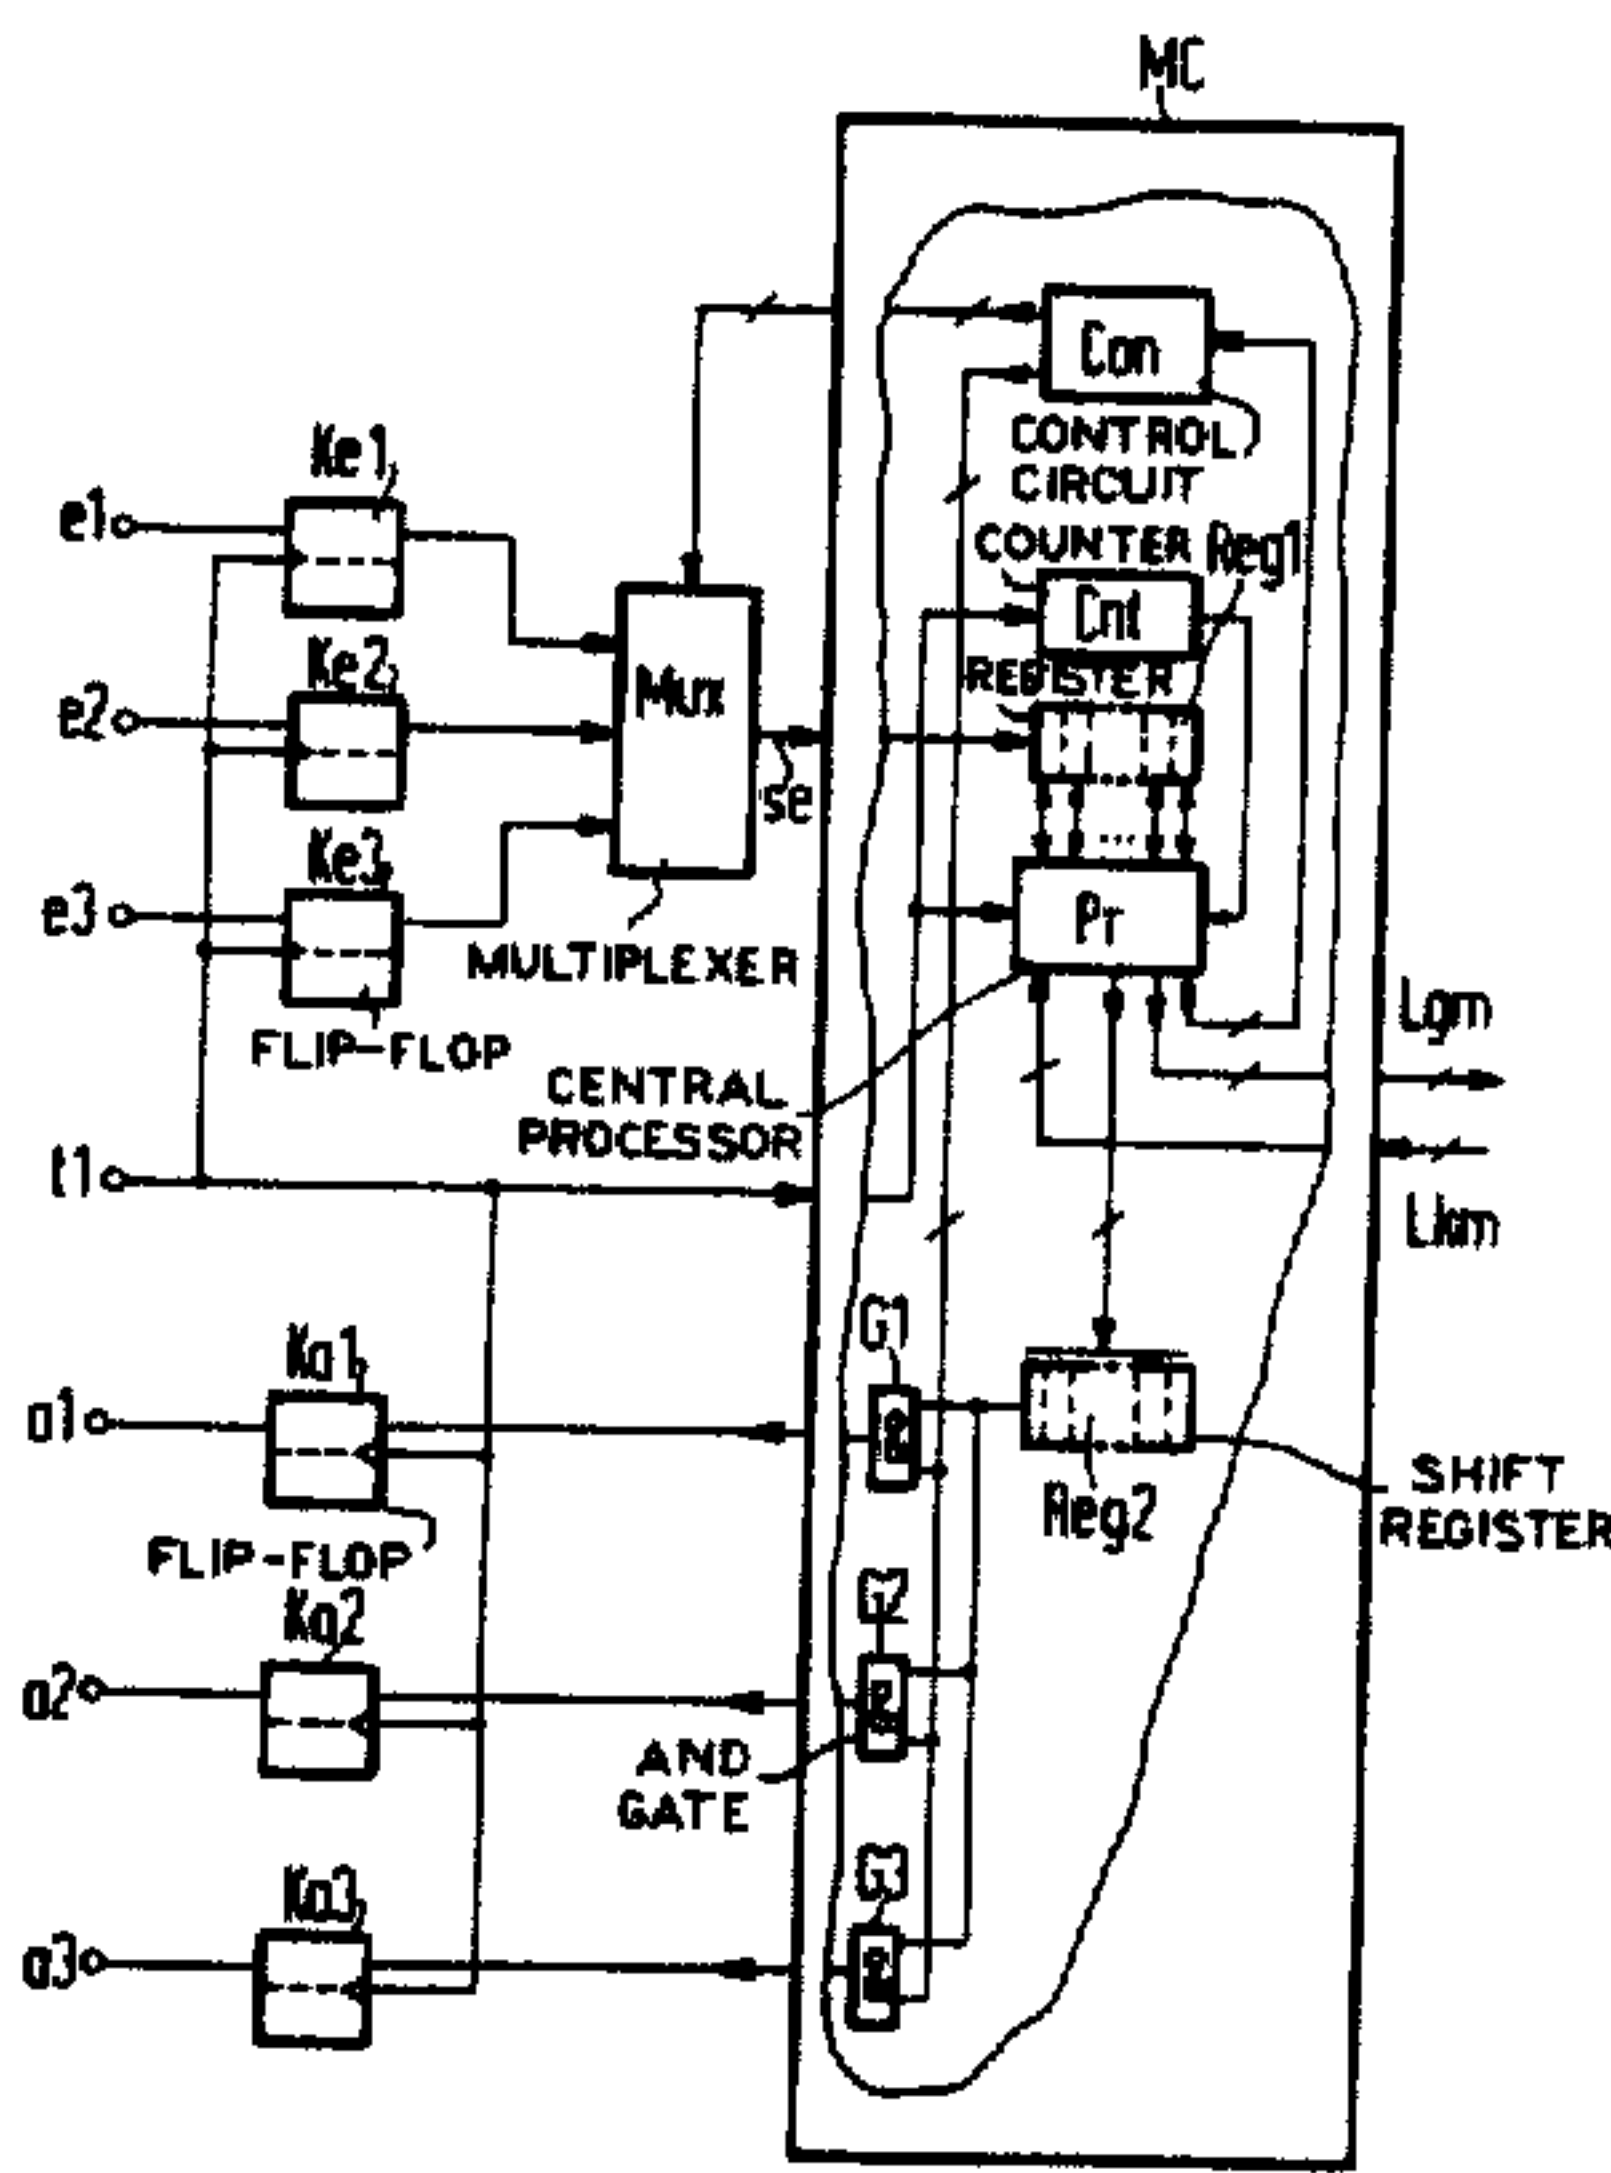 MC
Con
CONTROL
CIRCUIT
Ke1
e1
COUNTER
Reg1
Cnt
Ke2
REGISTER
e2
Mux
se
Ke3
e3
Pr
MULTIPLEXER
FLIP-FLOP
Lgm
CENTRAL
PROCESSOR
t1
G1
Ka1
a1
SHIFT
REGISTER
Reg2
FLIP-FLOP
G2
Ka2
a2
&
AND
GATE
G3
Ka3
a3